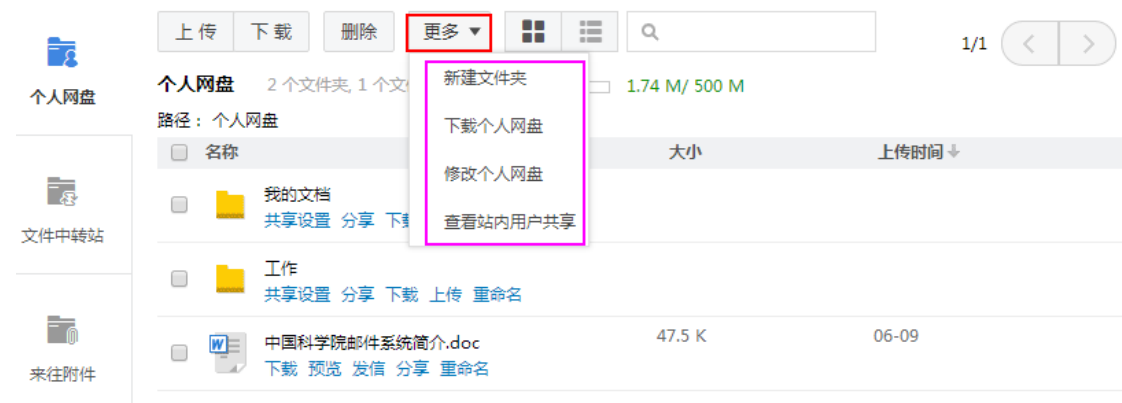 上传 下载 删除 更多
1/1
个人网盘
个人网盘 2 个文件夹, 1 个文 1.74 M/ 500 M
路径： 个人网盘
新建文件夹
下载个人网盘
修改个人网盘
查看站内用户共享
名称 大小 上传时间
我的文档
共享设置 分享 下载
文件中转站
工作
共享设置 分享 下载 上传 重命名
中国科学院邮件系统简介.doc 47.5 K 06-09
下载 预览 发信 分享 重命名
来往附件